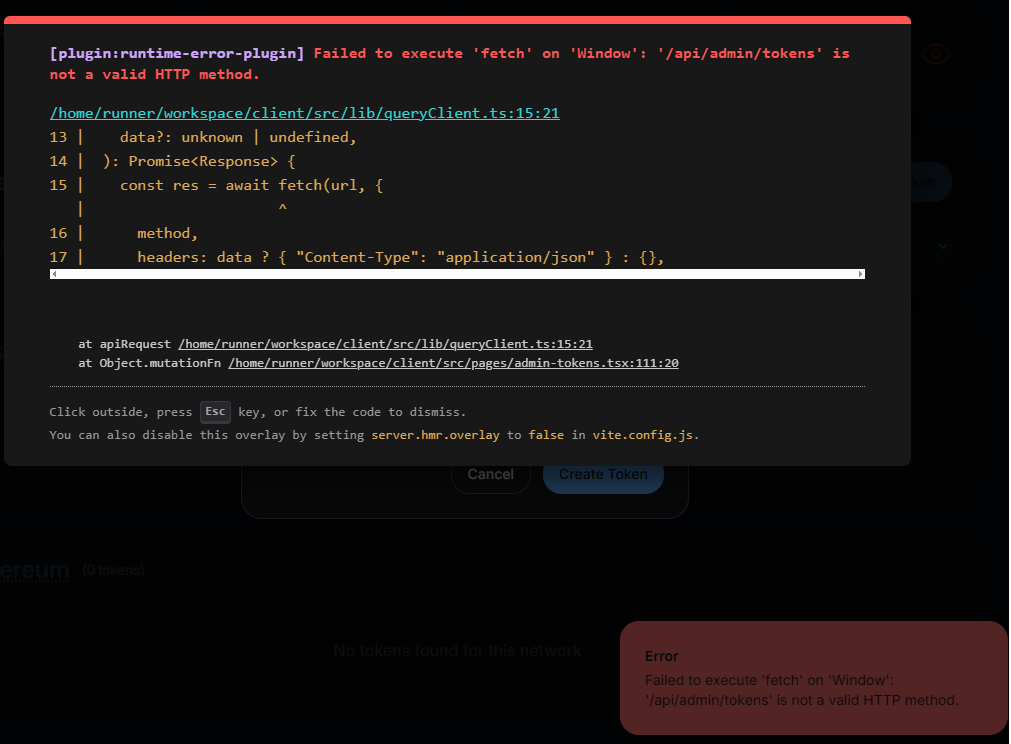 [plugin:runtime-error-plugin] Failed to execute 'fetch' on 'Window': '/api/admin/tokens' is
not a valid HTTP method.
/home/runner/workspace/client/src/lib/queryClient.ts:15:21
13 |    data?: unknown | undefined,
14 |  ): Promise<Response> {
15 |    const res = await fetch(url, {
   |                      ^
16 |      method,
17 |      headers: data ? { "Content-Type": "application/json" } : {},
at apiRequest /home/runner/workspace/client/src/lib/queryClient.ts:15:21
at Object.mutationFn /home/runner/workspace/client/src/pages/admin-tokens.tsx:111:20
Click outside, press Esc key, or fix the code to dismiss.
You can also disable this overlay by setting server.hmr.overlay to false in vite.config.js.
Cancel
Create Token
ereum (0 tokens)
No tokens found for this network
Error
Failed to execute 'fetch' on 'Window':
'/api/admin/tokens' is not a valid HTTP method.